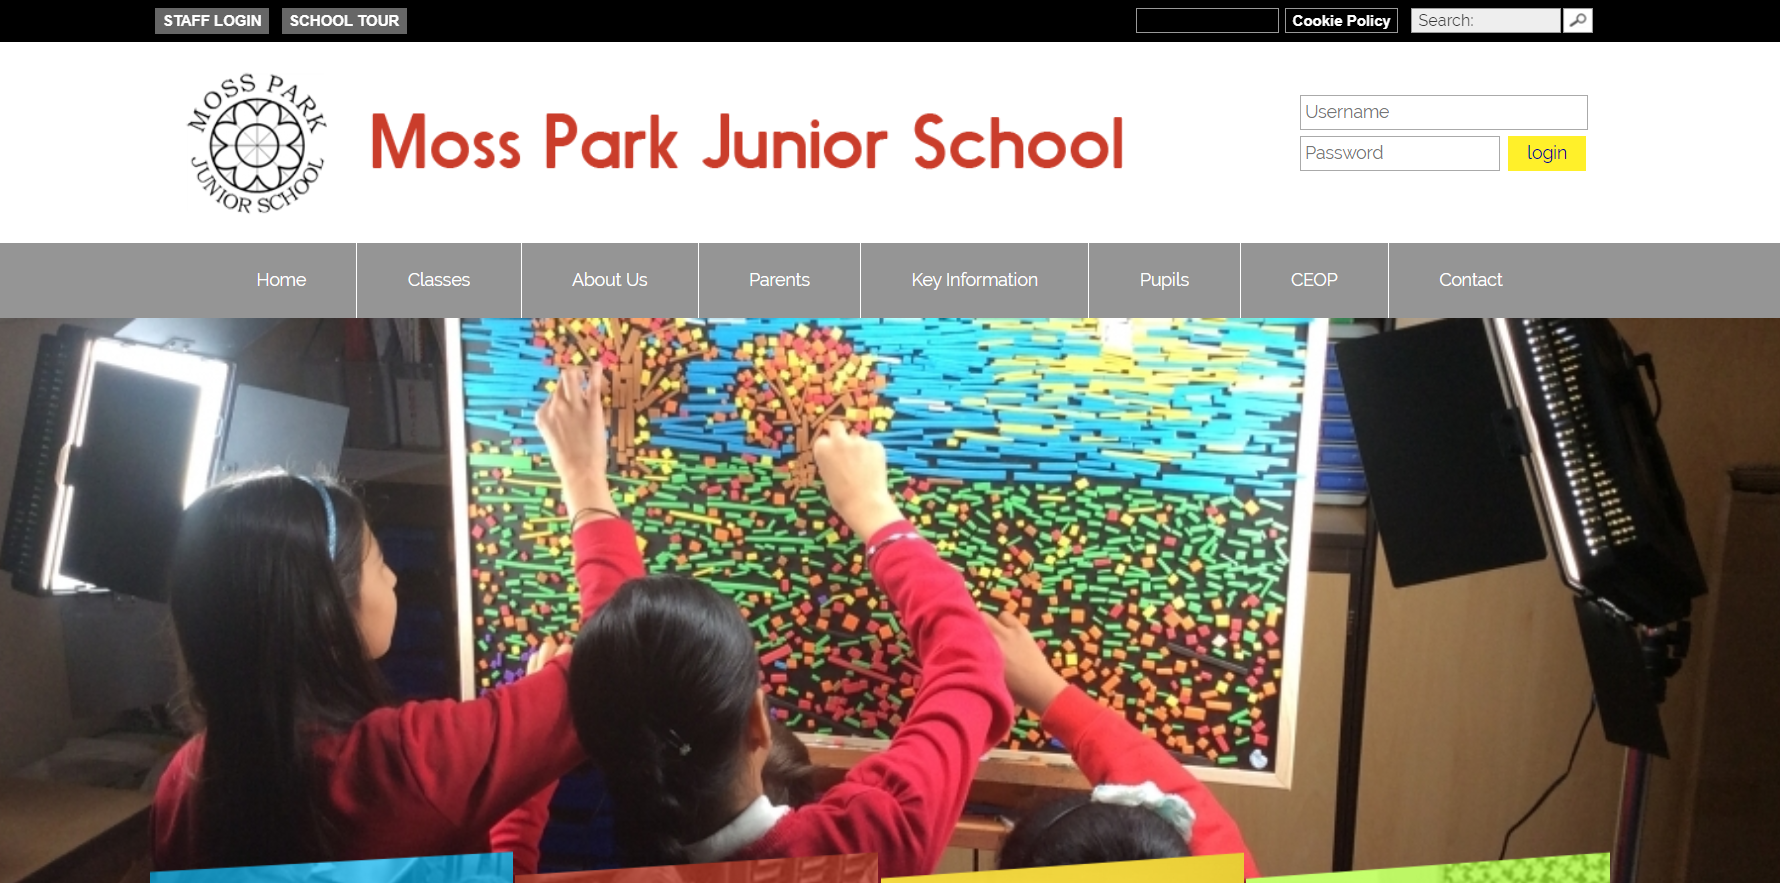 STAFF LOGIN SCHOOL TOUR Cookie Policy Search:
MOSS PARK
JUNIOR SCHOOL
Moss Park Junior School
Username
Password login
Home Classes About Us Parents Key Information Pupils CEOP Contact